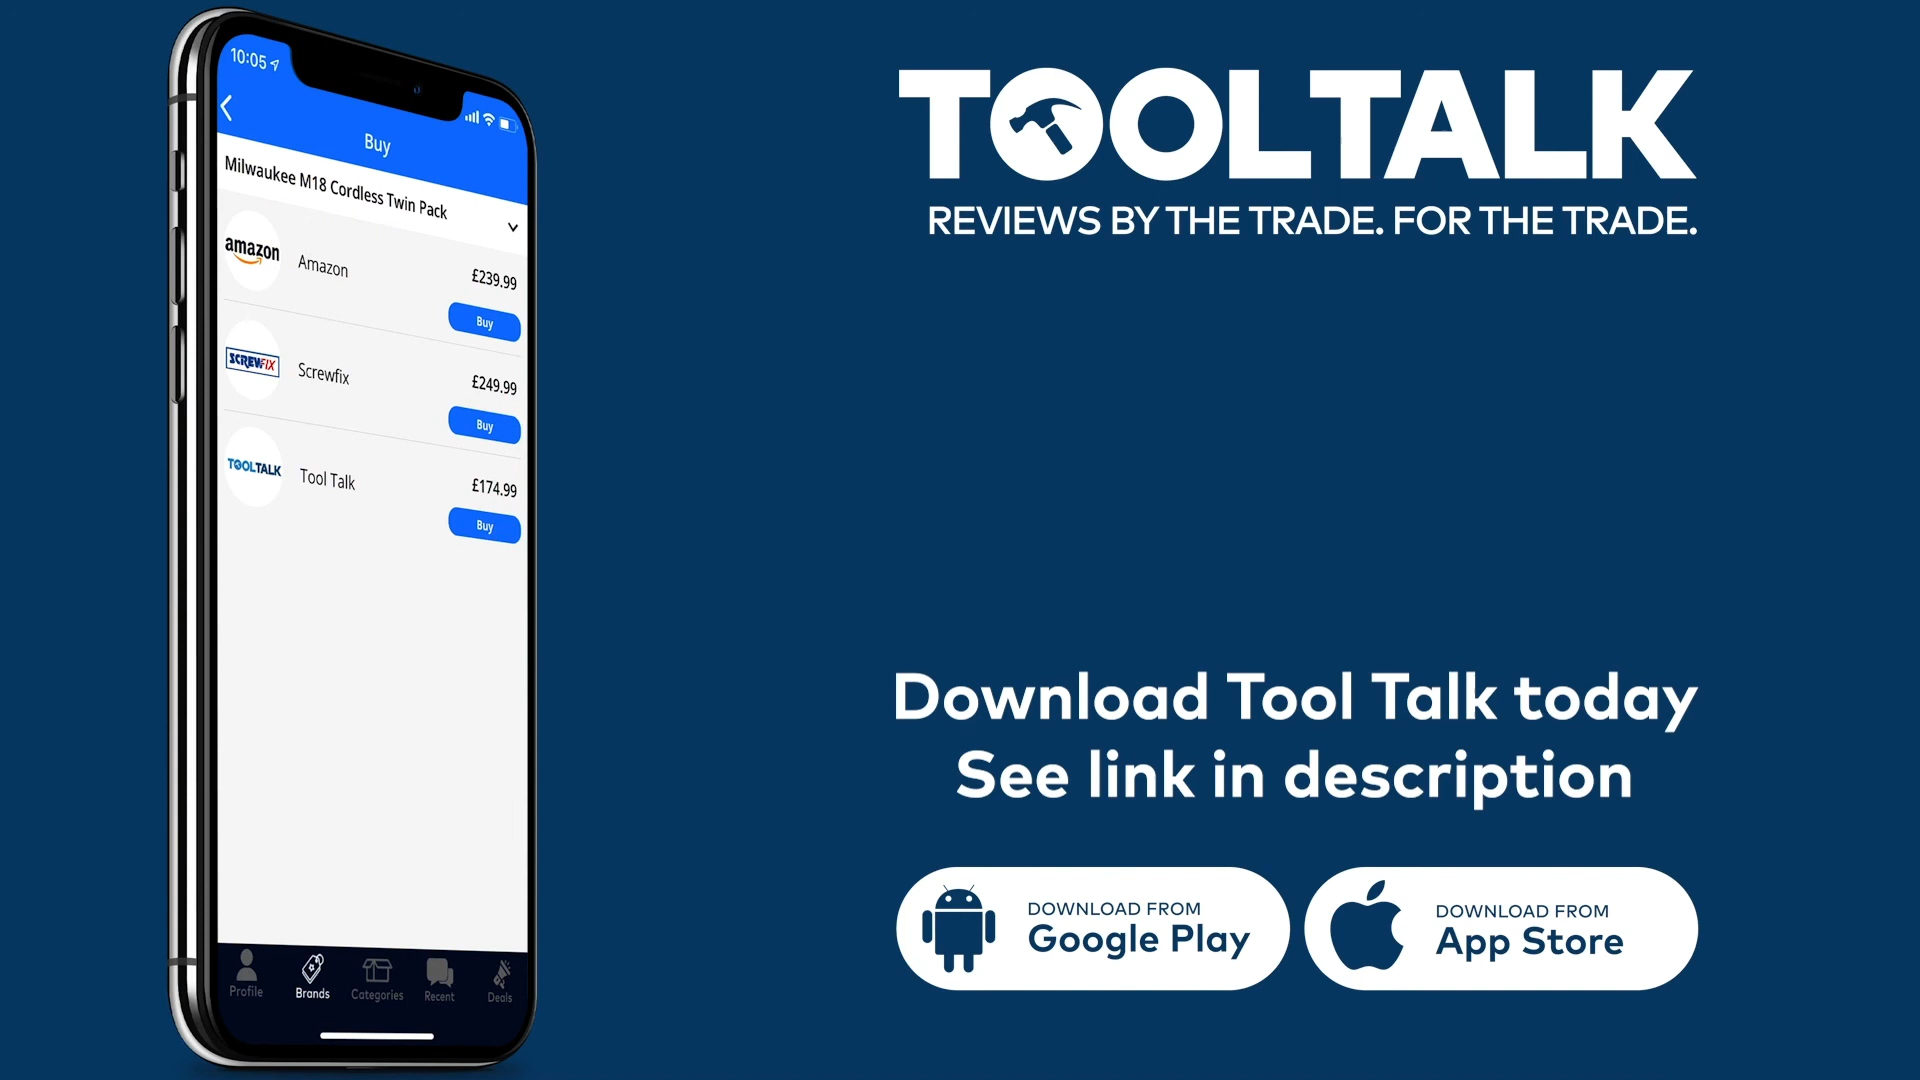 10:05
Buy
Milwaukee M18 Cordless Twin Pack
amazon
Amazon
£239.99
Buy
SCREWFIX
Screwfix
£249.99
Buy
TOOLTALK
Tool Talk
£174.99
Buy
Profile
Brands
Categories
Recent
Deals
TOOLTALK
REVIEWS BY THE TRADE. FOR THE TRADE.
Download Tool Talk today
See link in description
DOWNLOAD FROM
Google Play
DOWNLOAD FROM
App Store